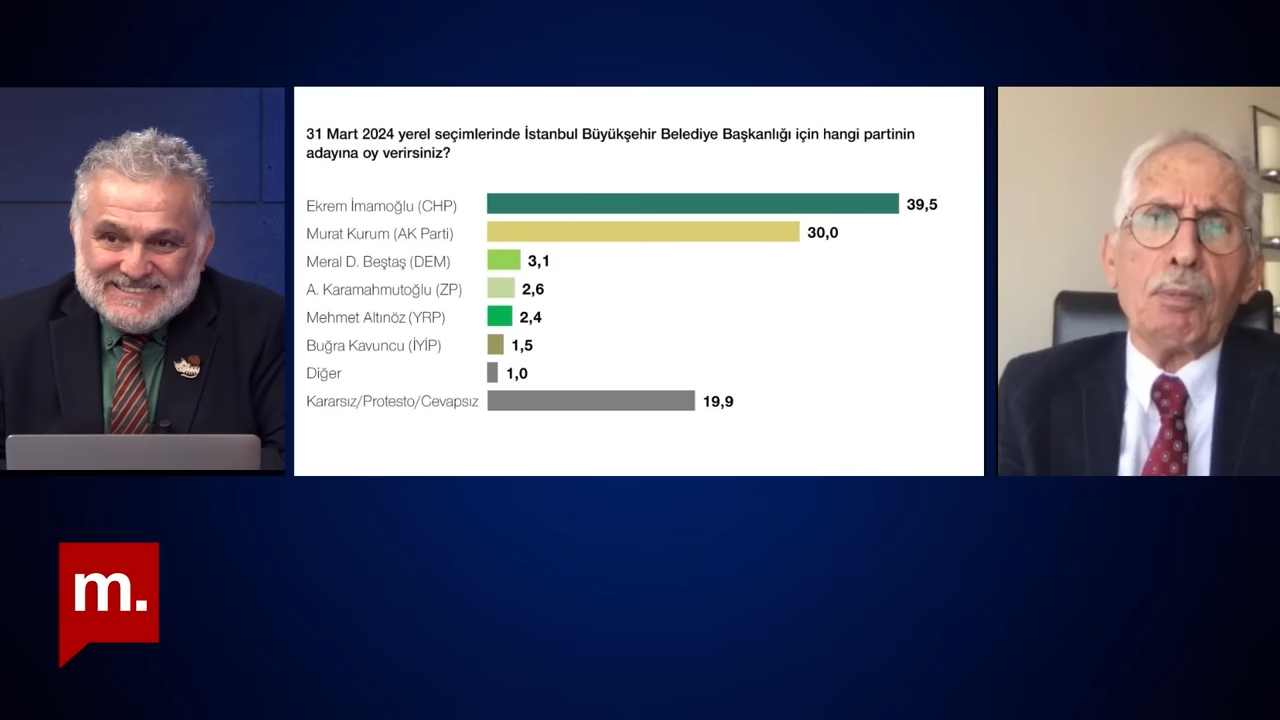 31 Mart 2024 yerel seçimlerinde İstanbul Büyükşehir Belediye Başkanlığı için hangi partinin
adayına oy verirsiniz?
Ekrem İmamoğlu (CHP) 39,5
Murat Kurum (AK Parti) 30,0
Meral D. Beştaş (DEM) 3,1
A. Karamahmutoğlu (ZP) 2,6
Mehmet Altınöz (YRP) 2,4
Buğra Kavuncu (İYİP) 1,5
Diğer 1,0
Kararsız/Protesto/Cevapsız 19,9
m.